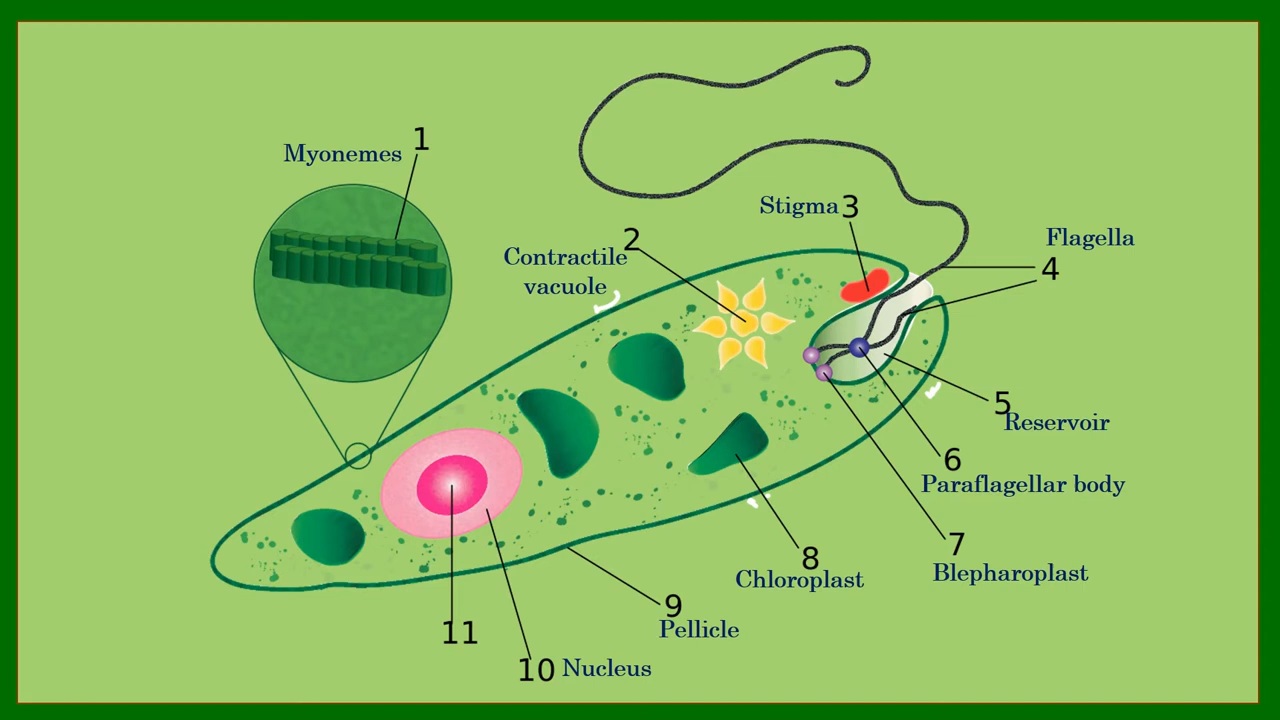 Myonemes 1
Contractile 2
vacuole
Stigma 3
Flagella
4
5
Reservoir
6
Paraflagellar body
7
Blepharoplast
8
Chloroplast
9
Pellicle
10 Nucleus
11